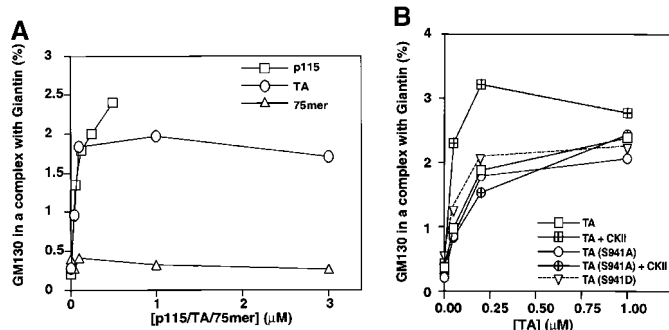 A
GM130 in a complex with Giantin (%)
3
2.5
2
1.5
1
0.5
0
0
1
2
3
[p115/TA/75mer] (μM)
p115
TA
75mer
B
GM130 in a complex with Giantin (%)
4
3
2
1
0
0.00
0.25
0.50
0.75
1.00
[TA] (μM)
TA
TA + CKII
TA (S941A)
TA (S941A) + CKII
TA (S941D)